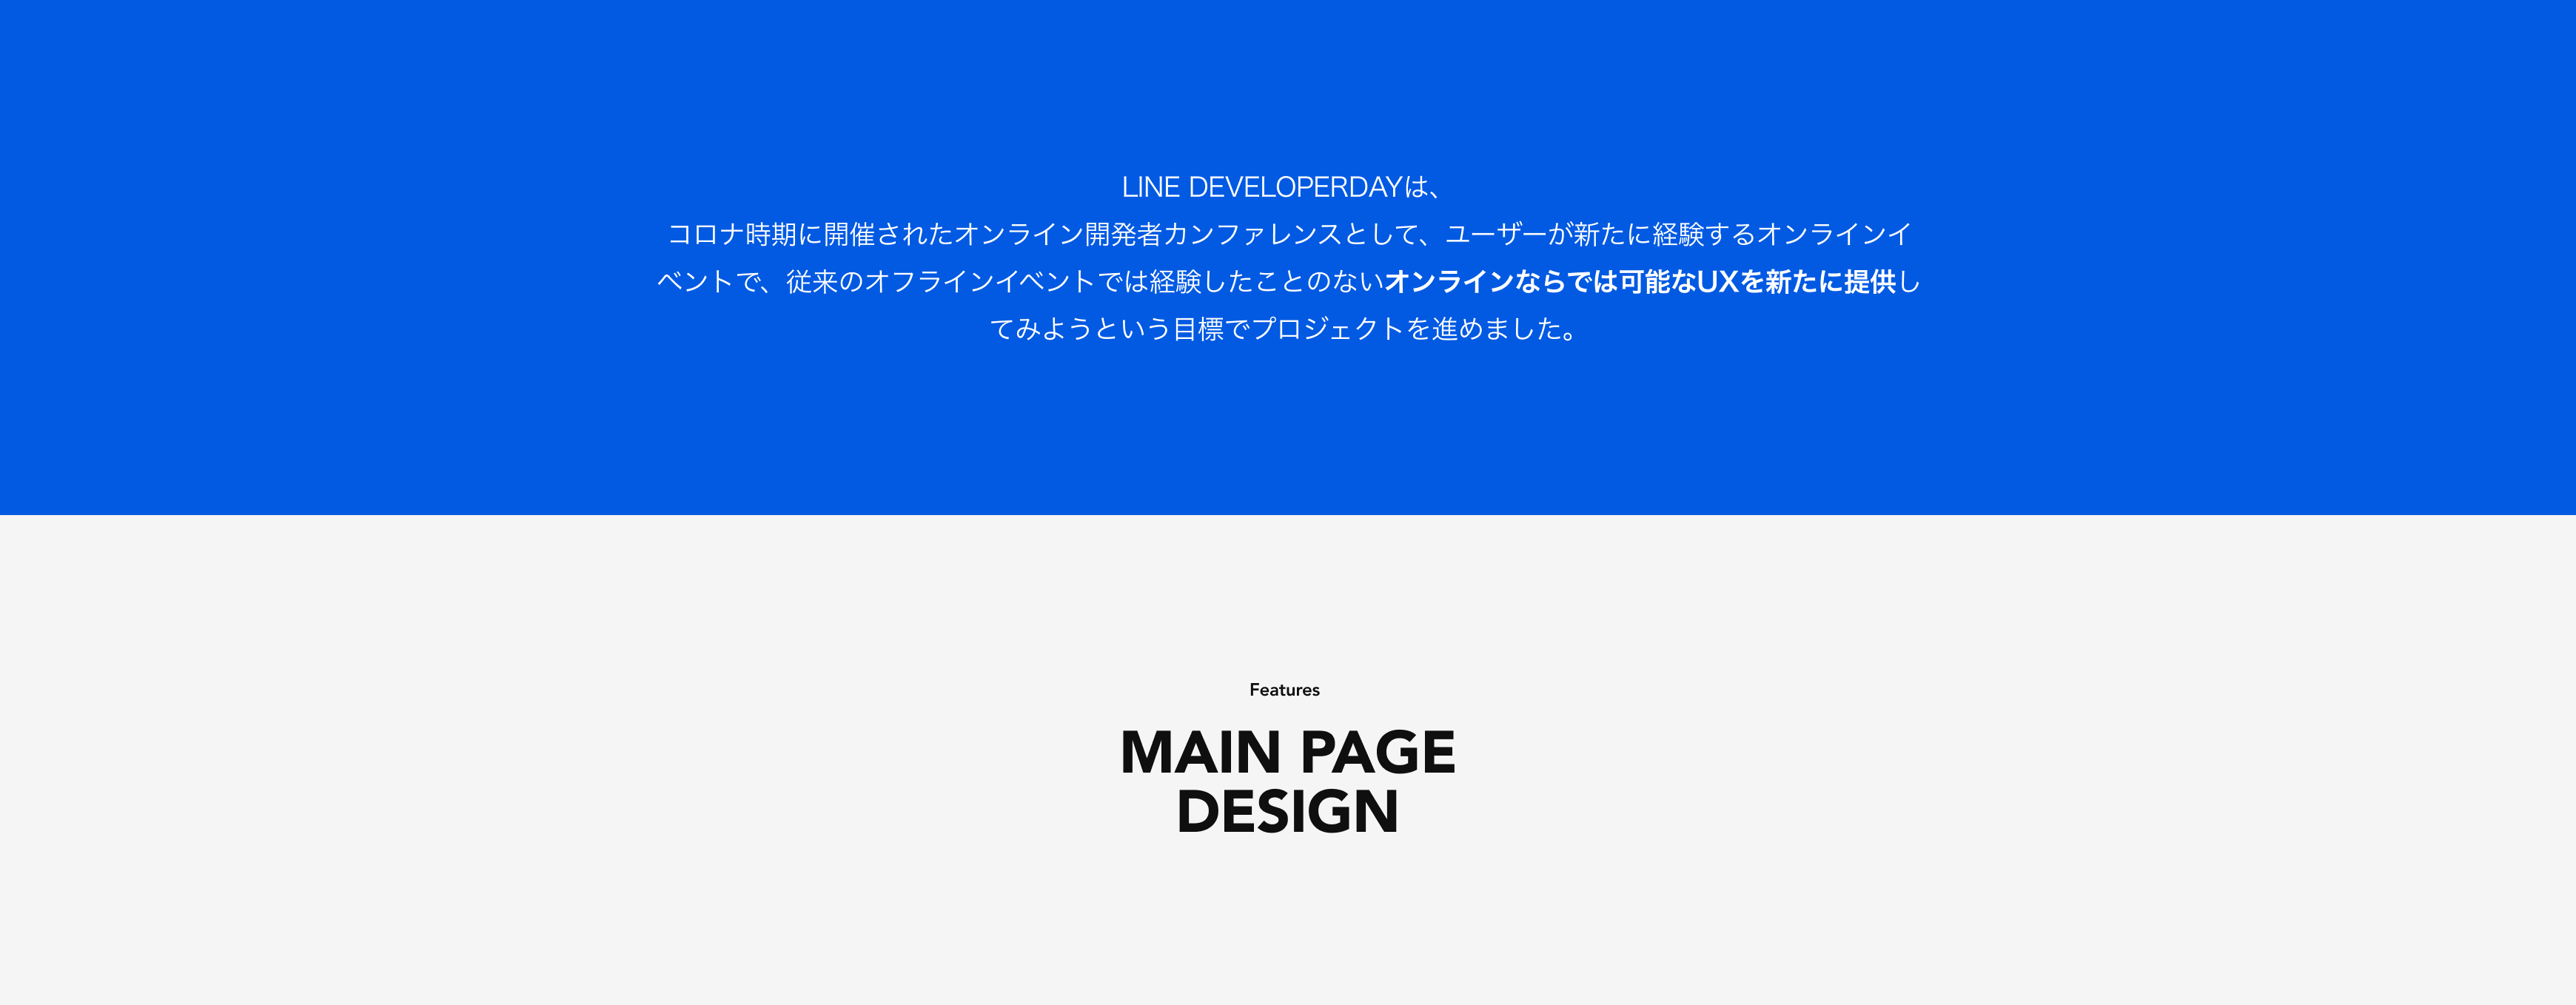 LINE DEVELOPERDAYは、
コロナ時期に開催されたオンライン開発者カンファレンスとして、ユーザーが新たに経験するオンラインイ
ベントで、従来のオフラインイベントでは経験したことのないオンラインならでは可能なUXを新たに提供し
てみようという目標でプロジェクトを進めました。
Features
MAIN PAGE
DESIGN